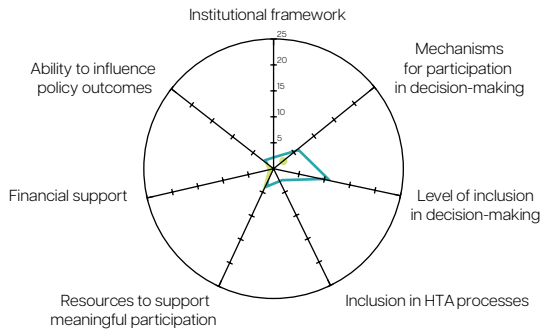 Institutional framework
25
20
15
10
5
Mechanisms
for participation
in decision-making
Ability to influence
policy outcomes
Financial support
Level of inclusion
in decision-making
Resources to support
meaningful participation
Inclusion in HTA processes